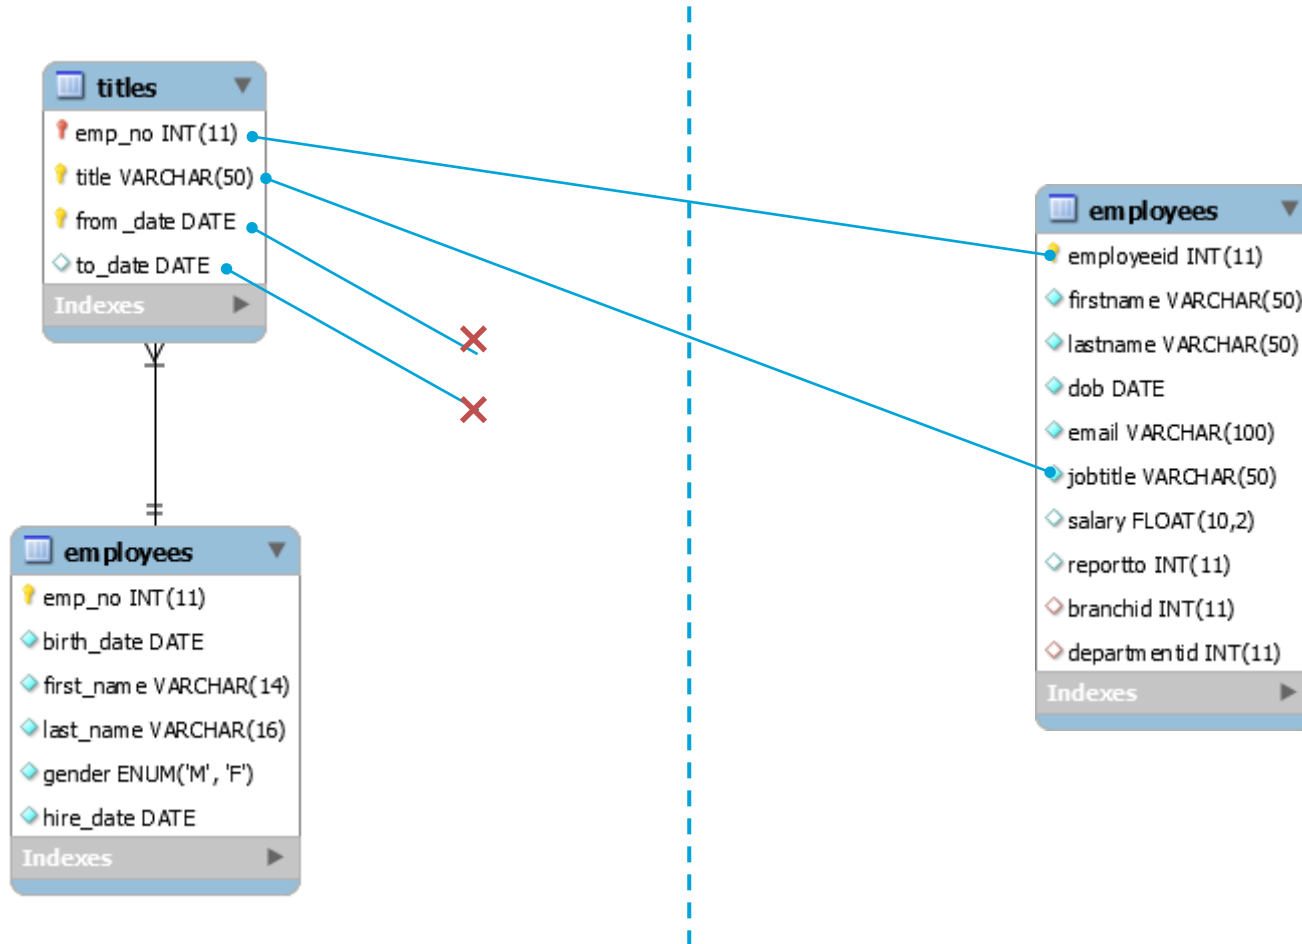 titles
emp_no INT(11)
title VARCHAR(50)
from_date DATE
to_date DATE
Indexes
employees
emp_no INT(11)
birth_date DATE
first_name VARCHAR(14)
last_name VARCHAR(16)
gender ENUM('M', 'F')
hire_date DATE
Indexes
employees
employeeid INT(11)
firstname VARCHAR(50)
lastname VARCHAR(50)
dob DATE
email VARCHAR(100)
jobtitle VARCHAR(50)
salary FLOAT(10,2)
reportto INT(11)
branchid INT(11)
departmentid INT(11)
Indexes